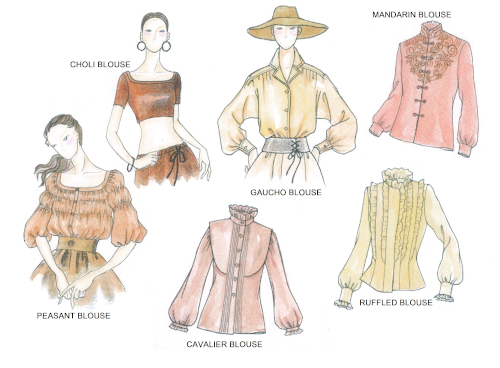 MANDARIN BLOUSE
CHOLI BLOUSE
GAUCHO BLOUSE
RUFFLED BLOUSE
PEASANT BLOUSE
CAVALIER BLOUSE